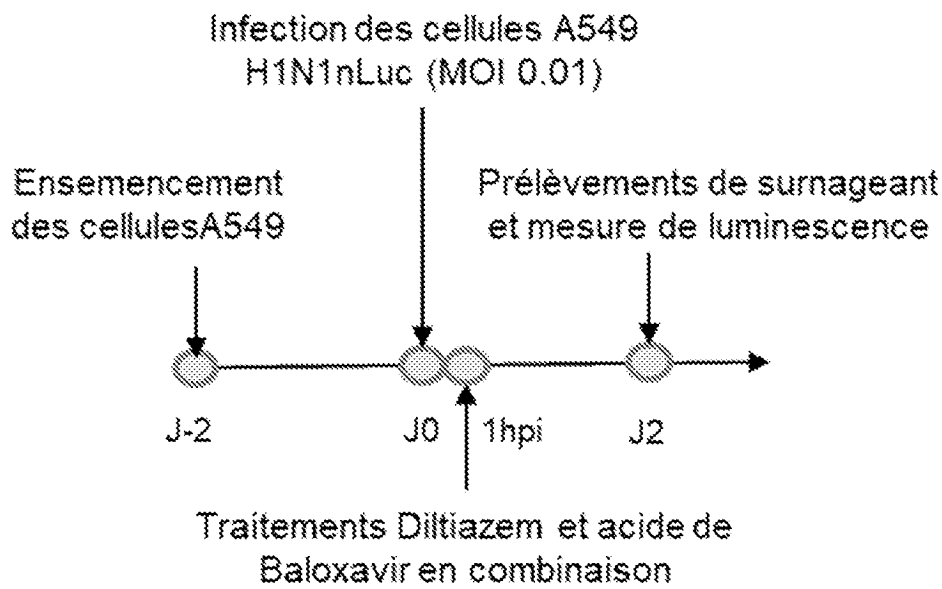 Infection des cellules A549
H1N1nLuc (MOI 0.01)
Ensemencement
des cellulesA549
Prélèvements de surnageant
et mesure de luminescence
J-2
J0
1hpi
J2
Traitements Diltiazem et acide de
Baloxavir en combinaison